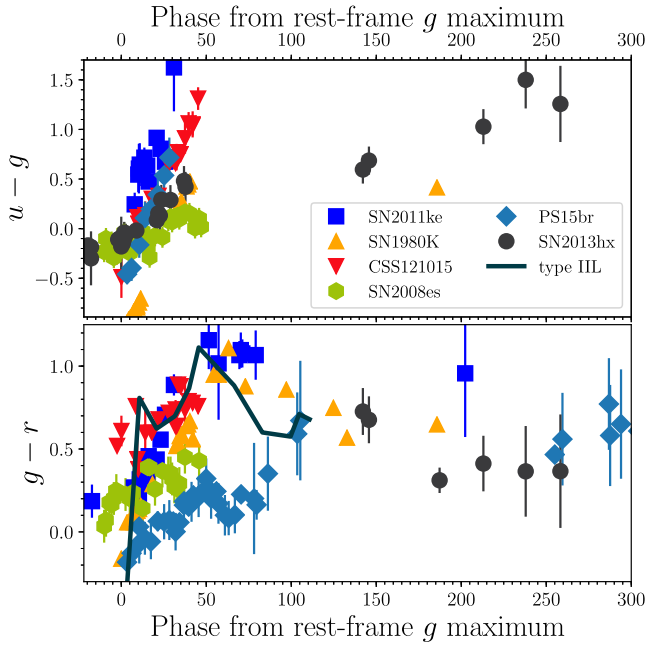 Phase from rest-frame g maximum
0 50 100 150 200 250 300
1.5
1.0
0.5
0.0
−0.5
u − g
SN2011ke
SN1980K
CSS121015
SN2008es
PS15br
SN2013hx
type IIL
1.0
0.5
0.0
g − r
0 50 100 150 200 250 300
Phase from rest-frame g maximum